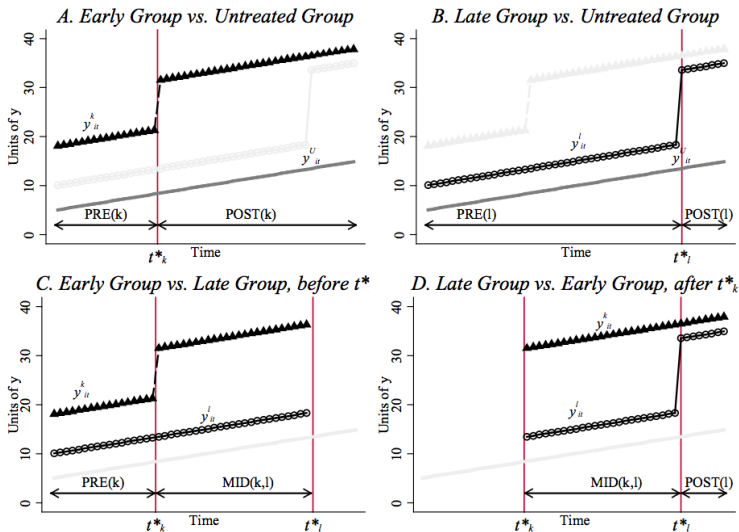 A. Early Group vs. Untreated Group
Units of y
40
30
20
10
0
y^k_it
y^U_it
PRE(k)
POST(k)
t*_k
Time
B. Late Group vs. Untreated Group
Units of y
40
30
20
10
0
y^l_it
y^U_it
PRE(l)
POST(l)
Time
t*_l
C. Early Group vs. Late Group, before t*
Units of y
40
30
20
10
0
y^k_it
y^l_it
PRE(k)
MID(k,l)
t*_k
Time
t*_l
D. Late Group vs. Early Group, after t*_k
Units of y
40
30
20
10
0
y^k_it
y^l_it
MID(k,l)
POST(l)
t*_k
Time
t*_l